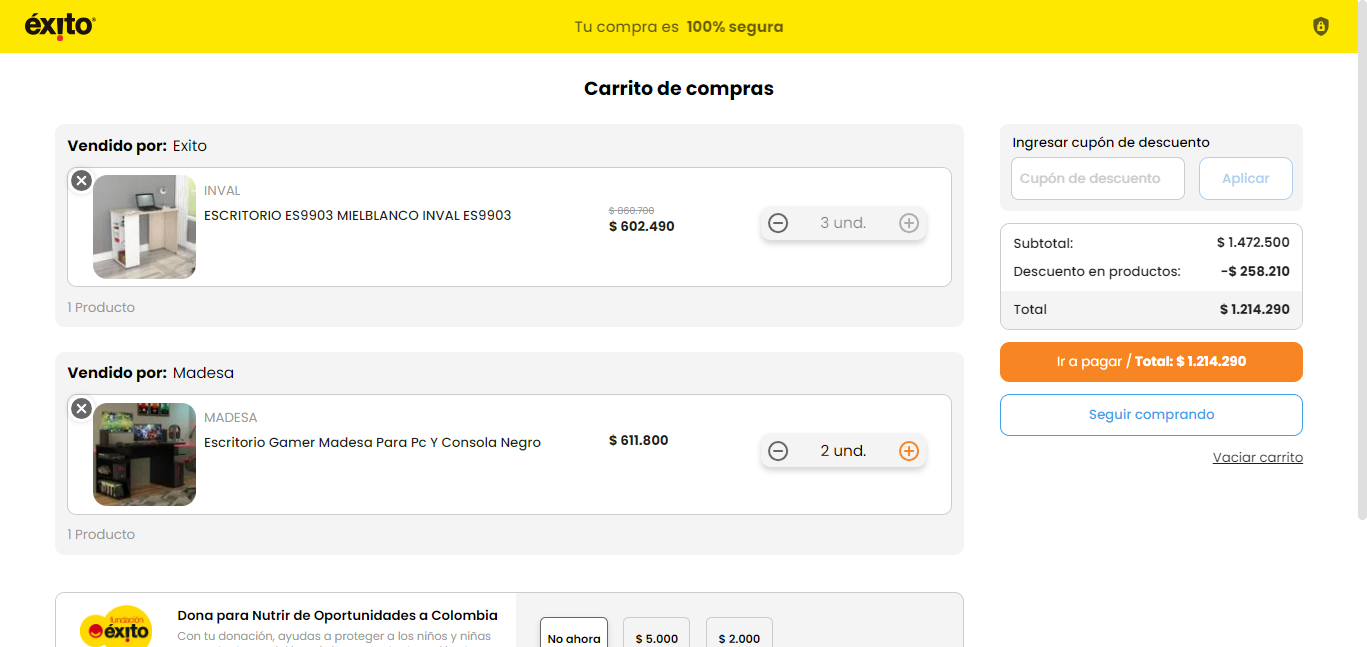 éxito
Tu compra es 100% segura
Carrito de compras
Vendido por: Exito
INVAL
ESCRITORIO ES9903 MIELBLANCO INVAL ES9903
$ 860.700
$ 602.490
3 und.
1 Producto
Vendido por: Madesa
MADESA
Escritorio Gamer Madesa Para Pc Y Consola Negro
$ 611.800
2 und.
1 Producto
Ingresar cupón de descuento
Cupón de descuento
Aplicar
Subtotal: $ 1.472.500
Descuento en productos: -$ 258.210
Total $ 1.214.290
Ir a pagar / Total: $ 1.214.290
Seguir comprando
Vaciar carrito
fundación
éxito
Dona para Nutrir de Oportunidades a Colombia
Con tu donación, ayudas a proteger a los niños y niñas
No ahora
$ 5.000
$ 2.000